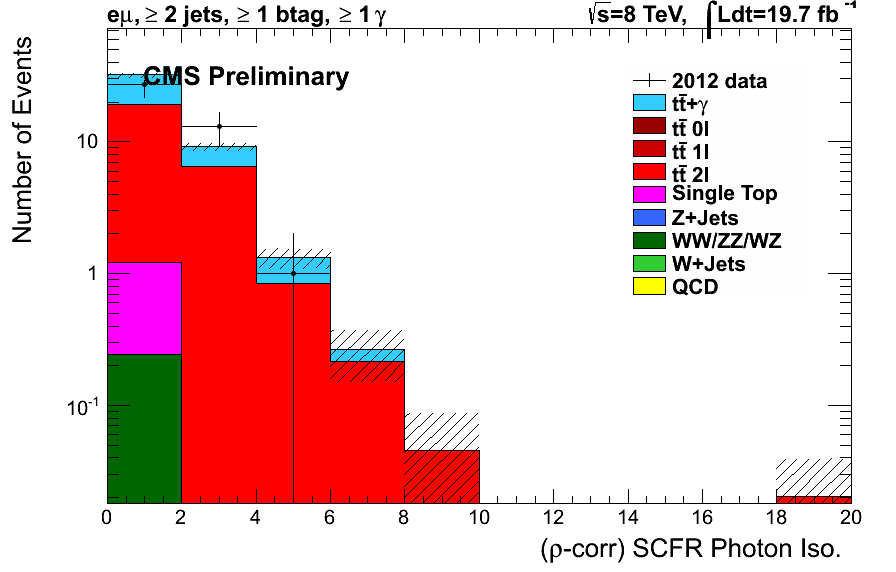 eμ, ≥ 2 jets, ≥ 1 btag, ≥ 1 γ
√s=8 TeV, ∫Ldt=19.7 fb⁻¹
CMS Preliminary
Number of Events
10
1
10⁻¹
2012 data
tt̄+γ
tt̄ 0l
tt̄ 1l
tt̄ 2l
Single Top
Z+Jets
WW/ZZ/WZ
W+Jets
QCD
0 2 4 6 8 10 12 14 16 18 20
(ρ-corr) SCFR Photon Iso.